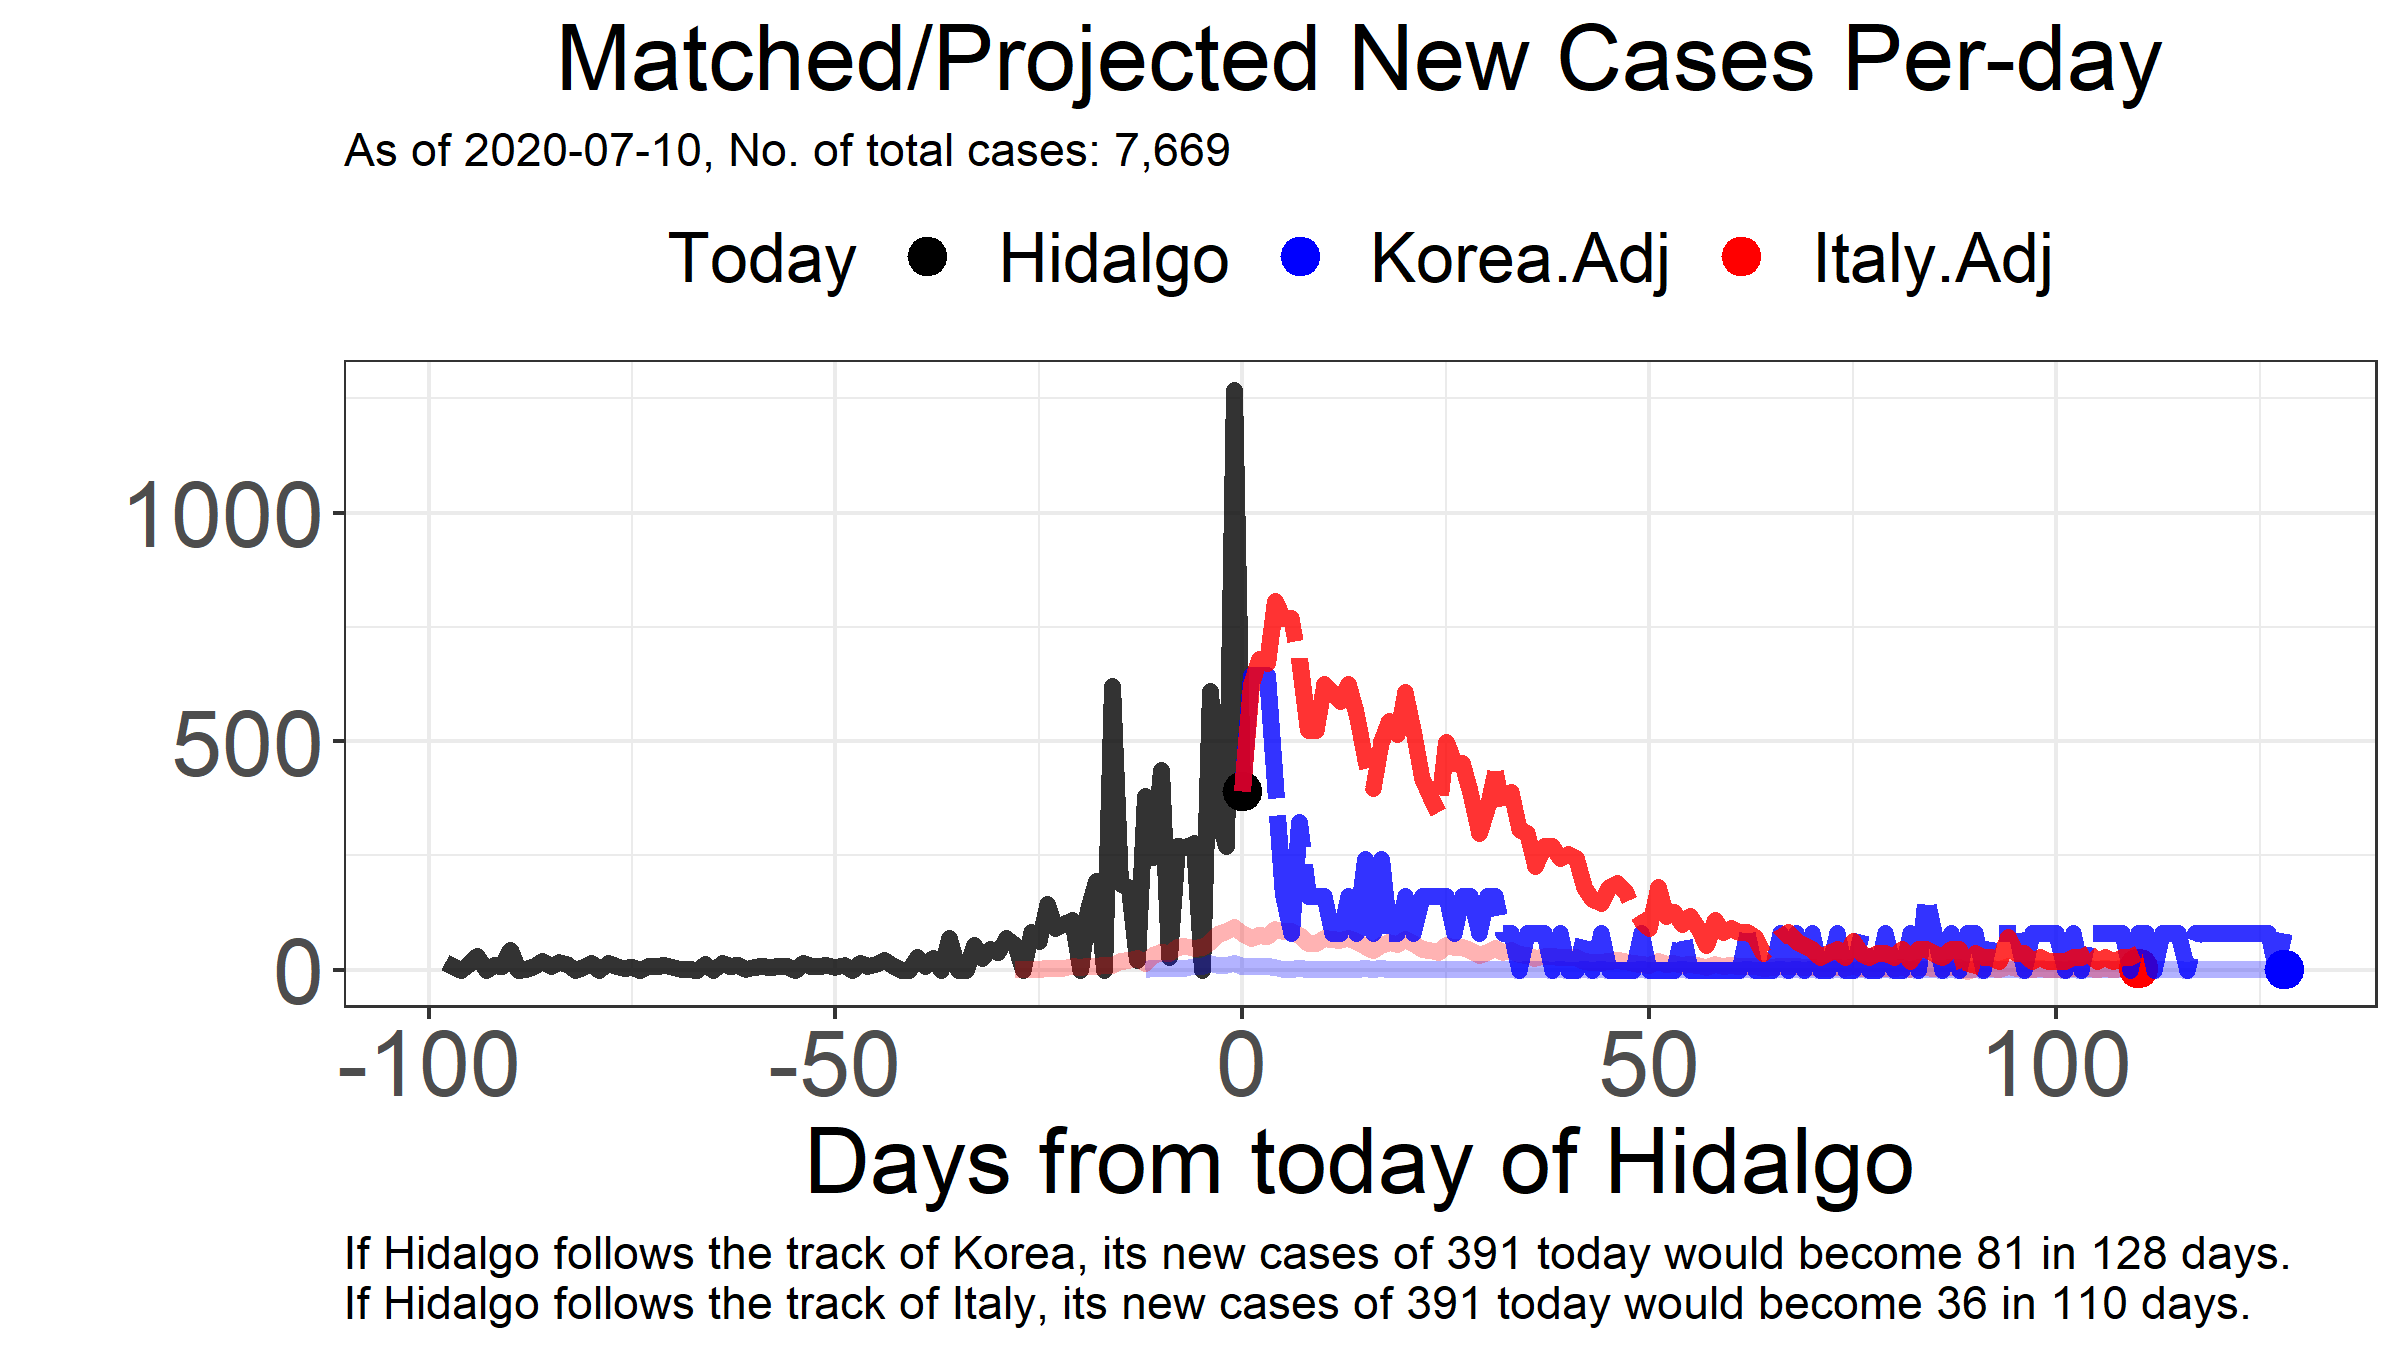 Matched/Projected New Cases Per-day
As of 2020-07-10, No. of total cases: 7,669
Today Hidalgo Korea.Adj Italy.Adj
1000
500
0
-100 -50 0 50 100
Days from today of Hidalgo
If Hidalgo follows the track of Korea, its new cases of 391 today would become 81 in 128 days.
If Hidalgo follows the track of Italy, its new cases of 391 today would become 36 in 110 days.